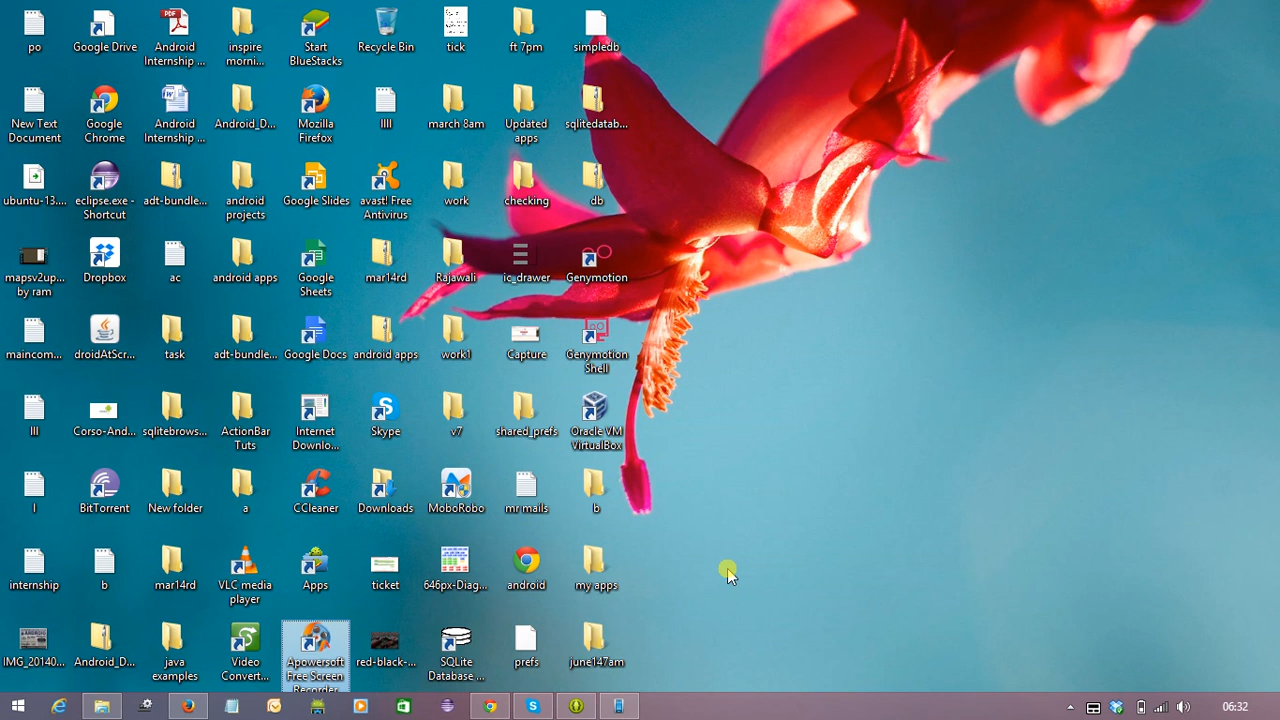 po
Google Drive
PDF
Android
Internship ...
inspire
morni...
Start
BlueStacks
Recycle Bin
tick
ft 7pm
simpledb
New Text
Document
Google
Chrome
Android
Internship ...
Android_D...
Mozilla
Firefox
llll
march 8am
Updated
apps
sqlitedatab...
ubuntu-13....
eclipse.exe -
Shortcut
adt-bundle...
android
projects
Google Slides
avast! Free
Antivirus
work
checking
db
mapsv2up...
by ram
Dropbox
ac
android apps
Google
Sheets
mar14rd
Rajawali
ic_drawer
Genymotion
maincom...
droidAtScr...
task
adt-bundle...
Google Docs
android apps
work1
Capture
Genymotion
Shell
lll
Corso-And...
sqlitebrows...
ActionBar
Tuts
Internet
Downlo...
Skype
v7
shared_prefs
Oracle VM
VirtualBox
l
BitTorrent
New folder
a
CCleaner
Downloads
MoboRobo
mr mails
b
internship
b
mar14rd
VLC media
player
Apps
ticket
646px-Diag...
android
my apps
IMG_20140...
Android_D...
java
examples
Video
Convert...
Apowersoft
Free Screen
Recorder
red-black-...
SQLite
Database ...
prefs
june147am
06:32